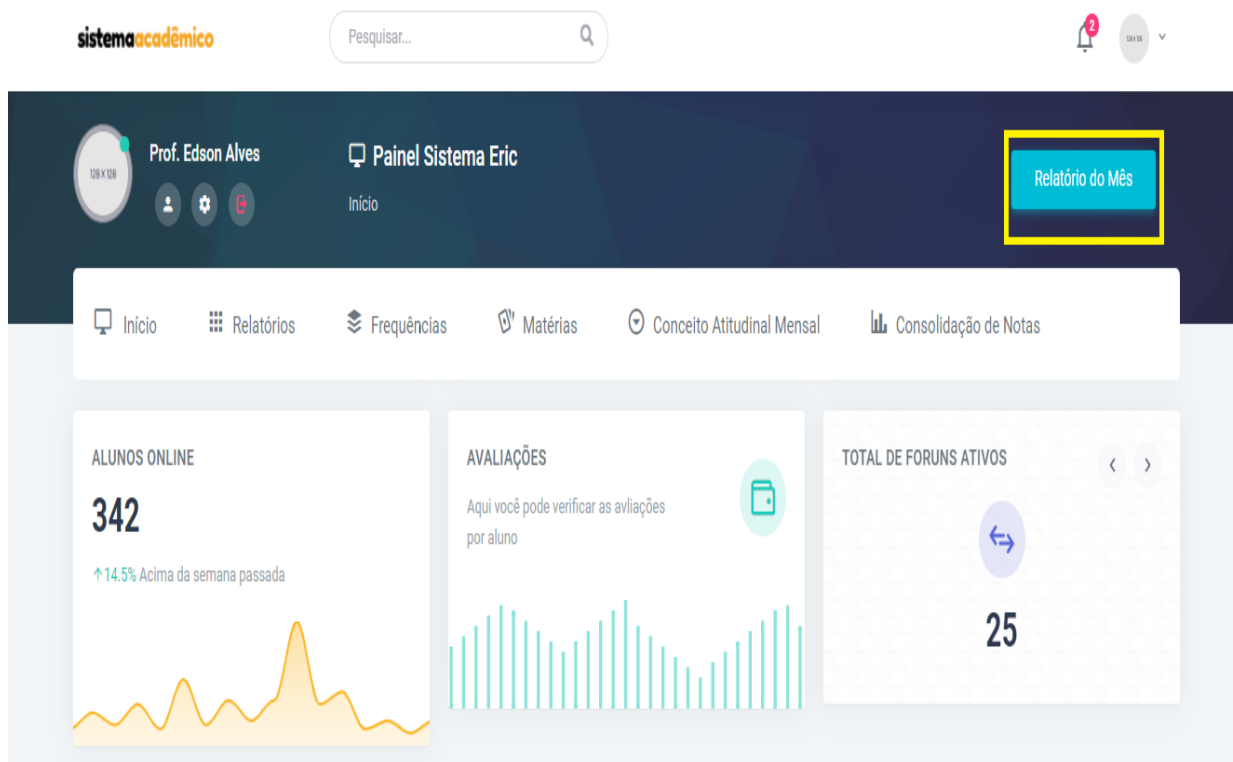 sistemaacadêmico
Pesquisar...
2
128 X 128
Prof. Edson Alves
Painel Sistema Eric
Início
Relatório do Mês
Início
Relatórios
Frequências
Matérias
Conceito Atitudinal Mensal
Consolidação de Notas
ALUNOS ONLINE
342
14.5% Acima da semana passada
AVALIAÇÕES
Aqui você pode verificar as avliações
por aluno
TOTAL DE FORUNS ATIVOS
25